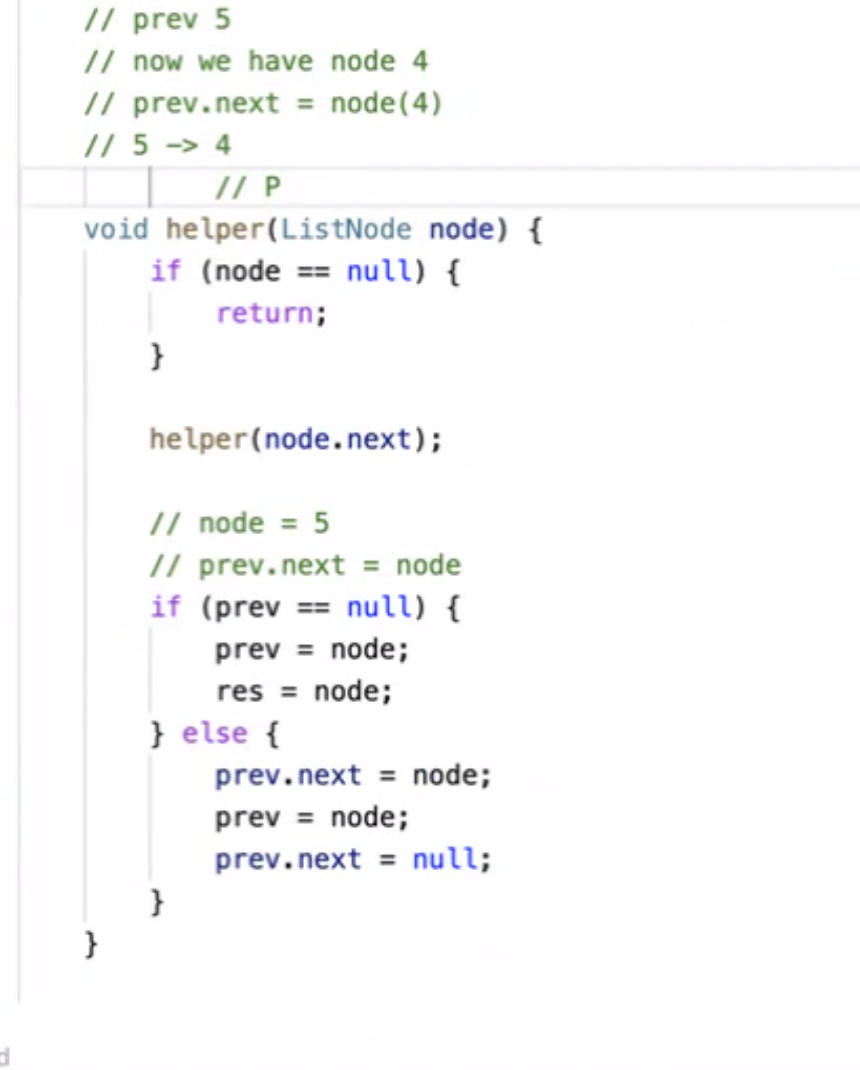 // prev 5
// now we have node 4
// prev.next = node(4)
// 5 -> 4
// P
void helper(ListNode node) {
if (node == null) {
return;
}
helper(node.next);
// node = 5
// prev.next = node
if (prev == null) {
prev = node;
res = node;
} else {
prev.next = node;
prev = node;
prev.next = null;
}
}
d